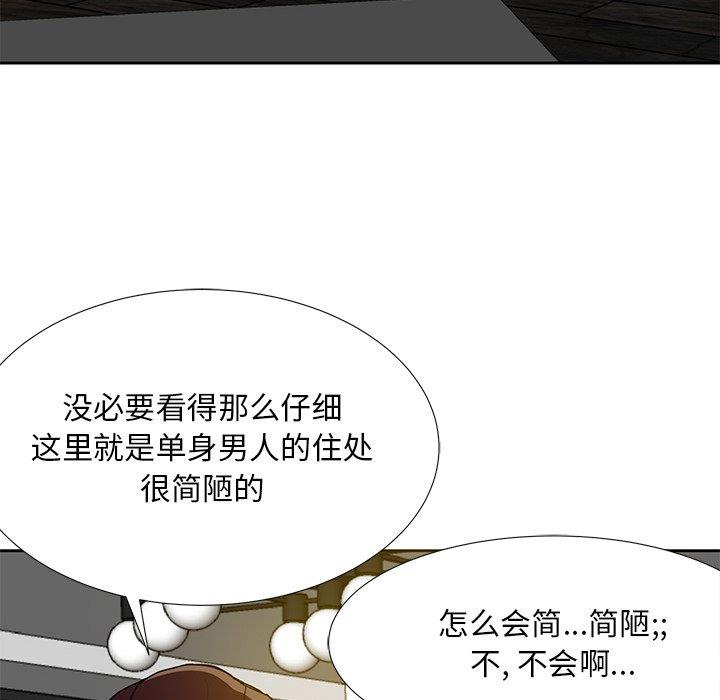 没必要看得那么仔细
这里就是单身男人的住处
很简陋的
怎么会简...简陋;;
不, 不会啊...